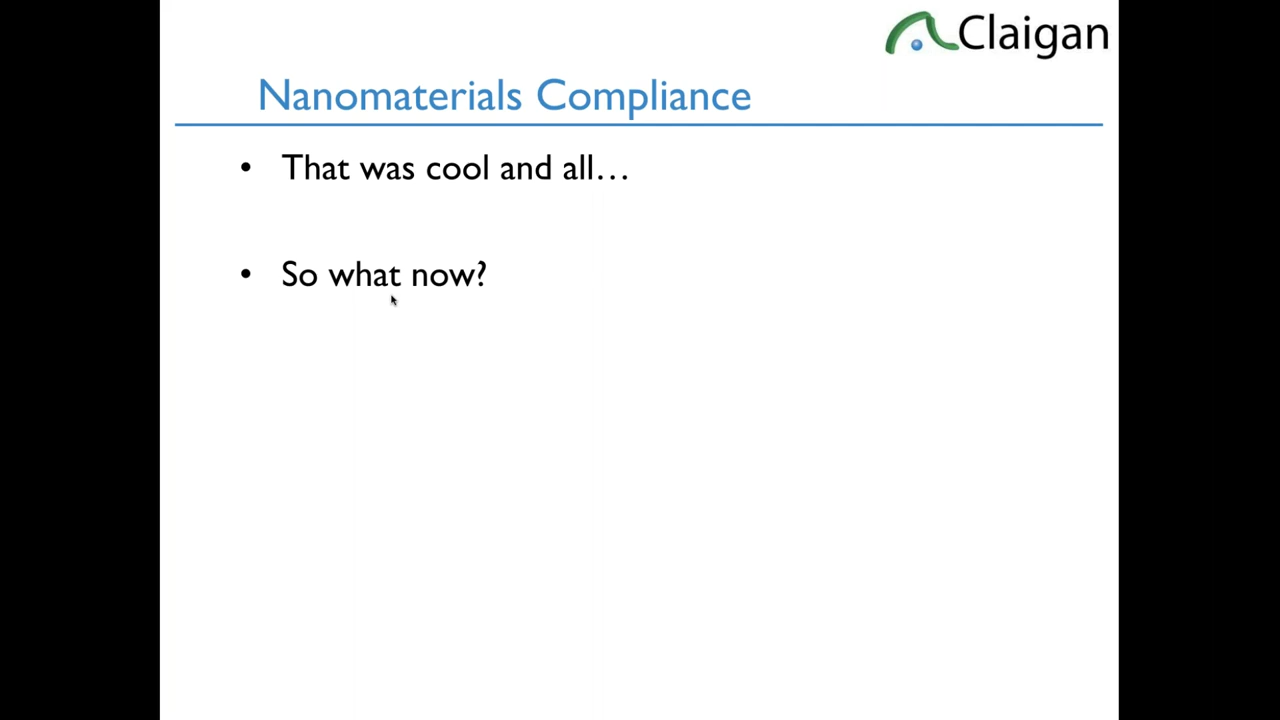 Claigan
Nanomaterials Compliance
• That was cool and all…
• So what now?